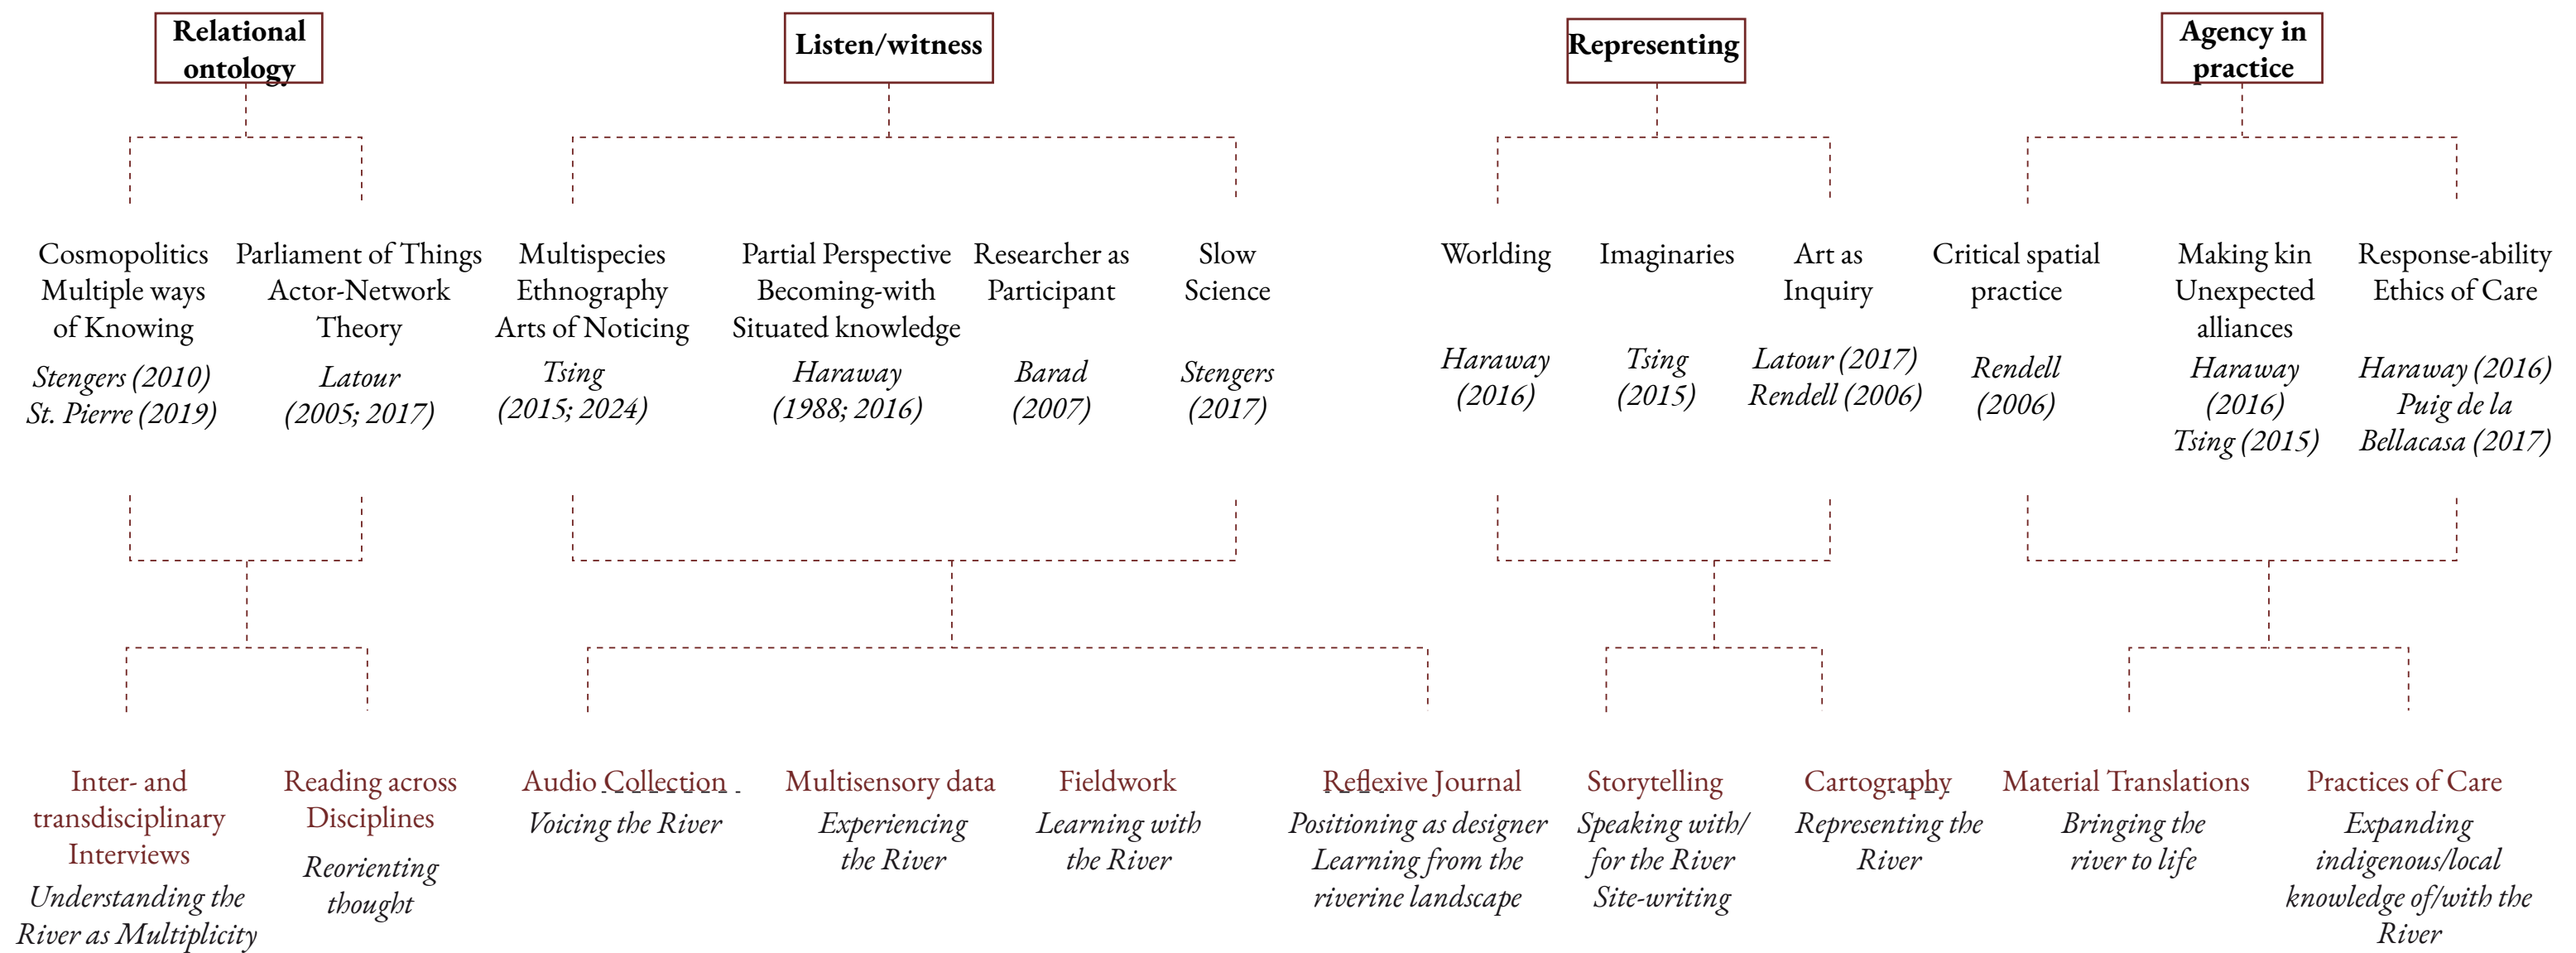 Relational
ontology
Listen/witness
Representing
Agency in
practice
Cosmopolitics
Multiple ways
of Knowing
Stengers (2010)
St. Pierre (2019)
Parliament of Things
Actor-Network
Theory
Latour
(2005; 2017)
Multispecies
Ethnography
Arts of Noticing
Tsing
(2015; 2024)
Partial Perspective
Becoming-with
Situated knowledge
Haraway
(1988; 2016)
Researcher as
Participant
Barad
(2007)
Slow
Science
Stengers
(2017)
Worlding
Haraway
(2016)
Imaginaries
Tsing
(2015)
Art as
Inquiry
Latour (2017)
Rendell (2006)
Critical spatial
practice
Rendell
(2006)
Making kin
Unexpected
alliances
Haraway
(2016)
Tsing (2015)
Response-ability
Ethics of Care
Haraway (2016)
Puig de la
Bellacasa (2017)
Inter- and
transdisciplinary
Interviews
Understanding the
River as Multiplicity
Reading across
Disciplines
Reorienting
thought
Audio Collection
Voicing the River
Multisensory data
Experiencing
the River
Fieldwork
Learning with
the River
Reflexive Journal
Positioning as designer
Learning from the
riverine landscape
Storytelling
Speaking with/
for the River
Site-writing
Cartography
Representing the
River
Material Translations
Bringing the
river to life
Practices of Care
Expanding
indigenous/local
knowledge of/with the
River